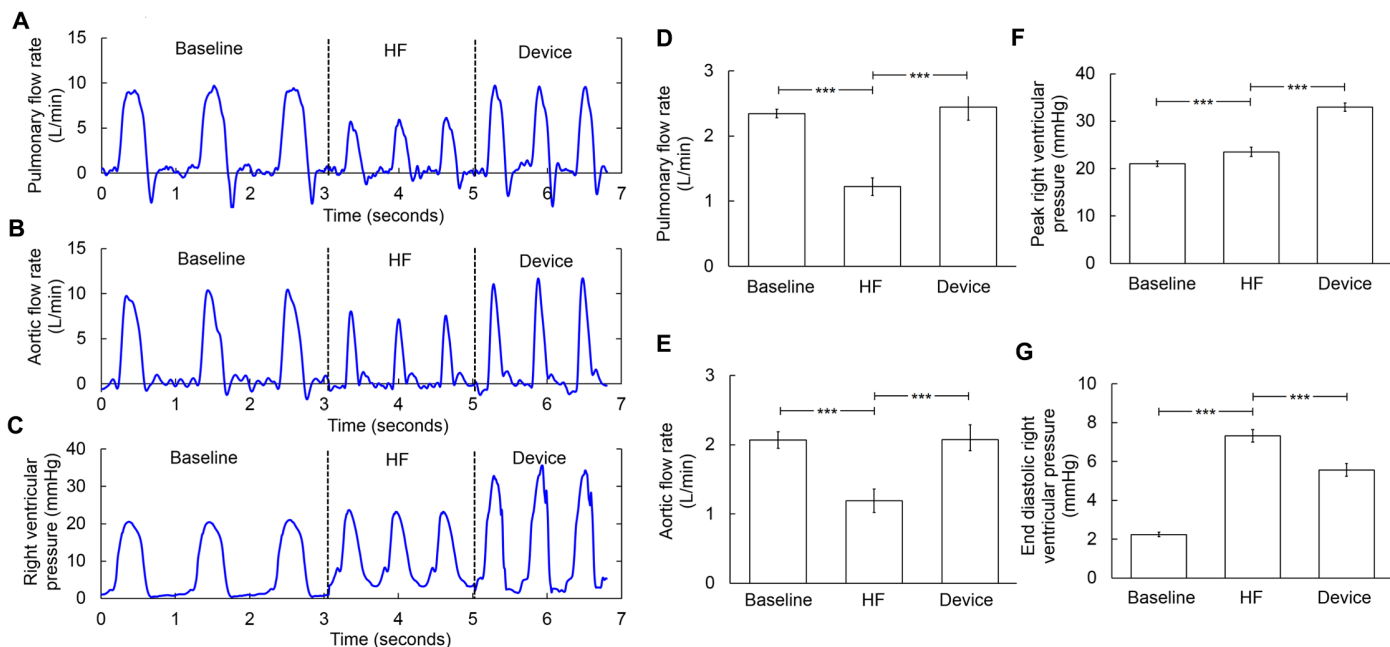 A
Pulmonary flow rate
(L/min)
15
10
5
0
Baseline
HF
Device
0
1
2
3
4
5
6
7
Time (seconds)
B
Aortic flow rate
(L/min)
15
10
5
0
Baseline
HF
Device
0
1
2
3
4
5
6
7
Time (seconds)
C
Right ventricular
pressure (mmHg)
40
30
20
10
0
Baseline
HF
Device
0
1
2
3
4
5
6
7
Time (seconds)
D
Pulmonary flow rate
(L/min)
3
2
1
0
***
***
Baseline
HF
Device
E
Aortic flow rate
(L/min)
3
2
1
0
***
***
Baseline
HF
Device
F
Peak right ventricular
pressure (mmHg)
40
30
20
10
0
***
***
Baseline
HF
Device
G
End diastolic right
ventricular pressure
(mmHg)
10
8
6
4
2
0
***
***
Baseline
HF
Device